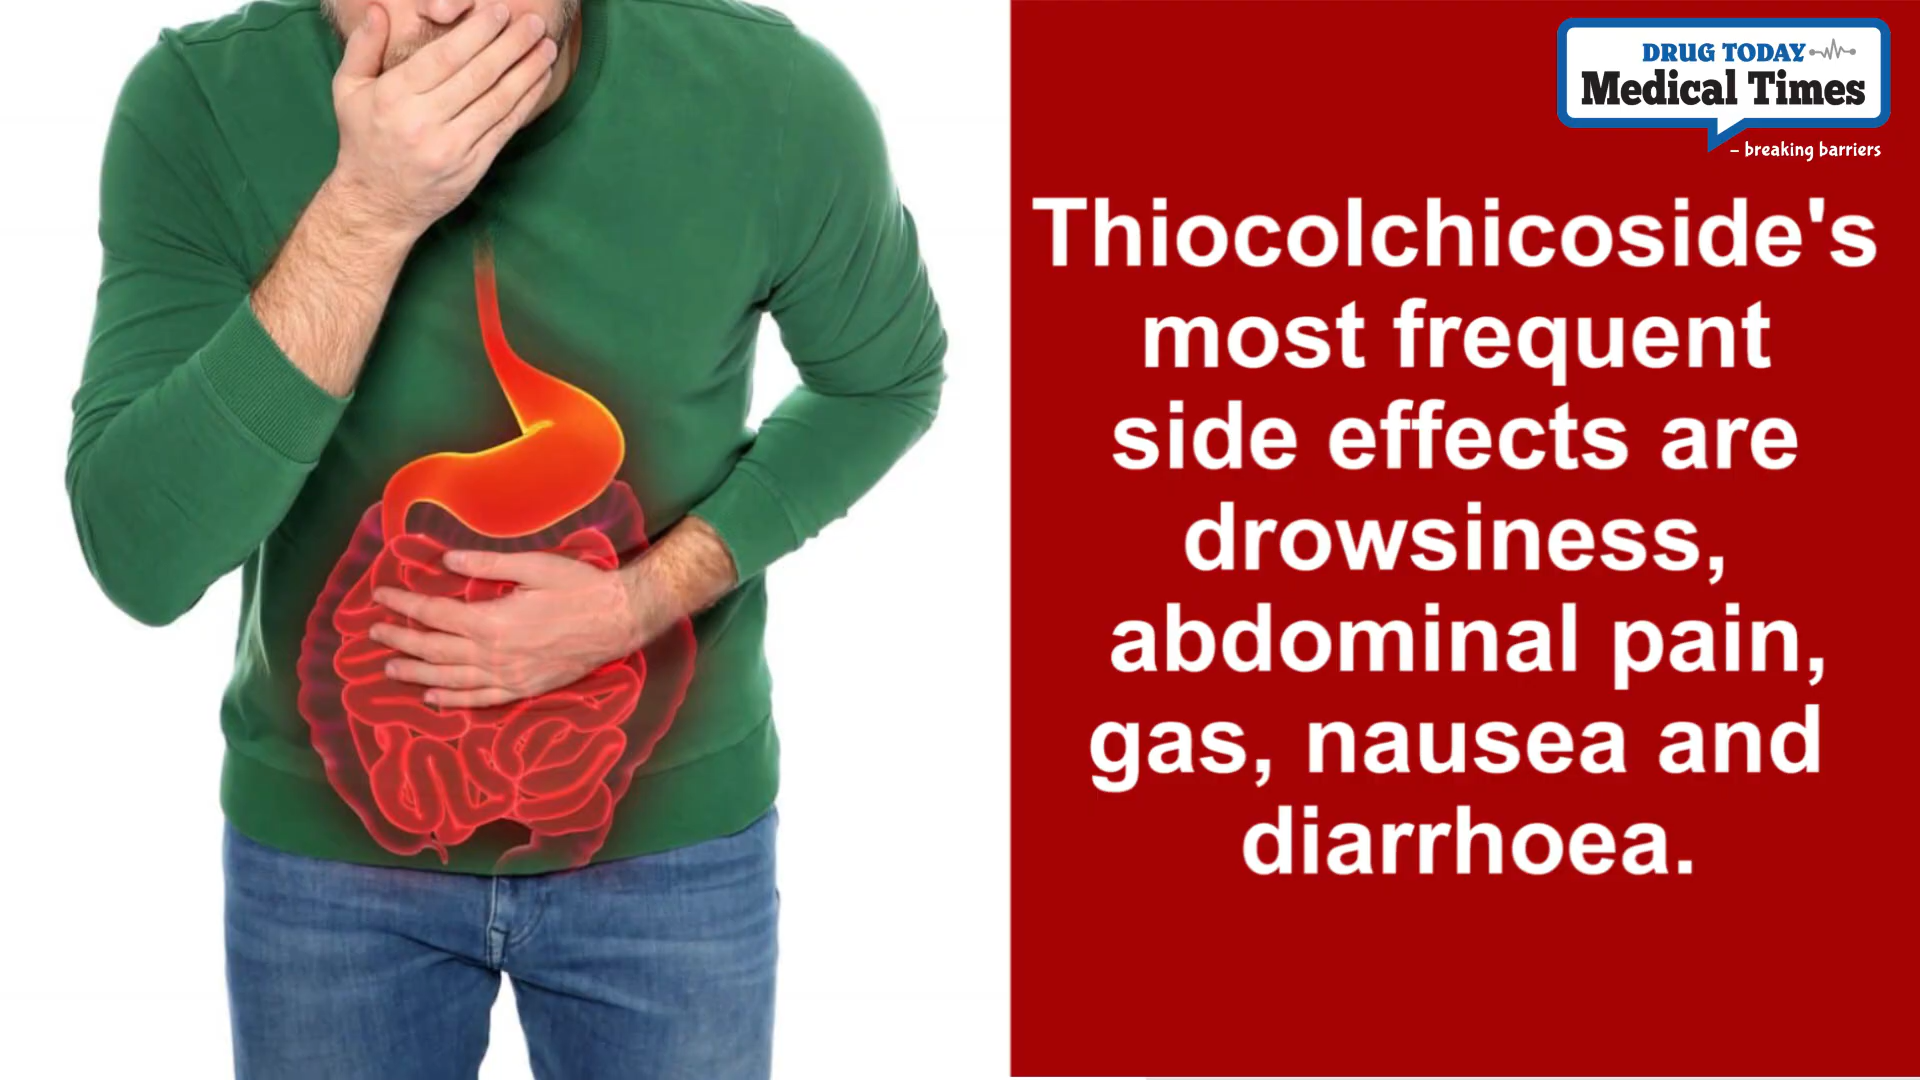 DRUG TODAY
Medical Times
- breaking barriers
Thiocolchicoside's
most frequent
side effects are
drowsiness,
abdominal pain,
gas, nausea and
diarrhoea.